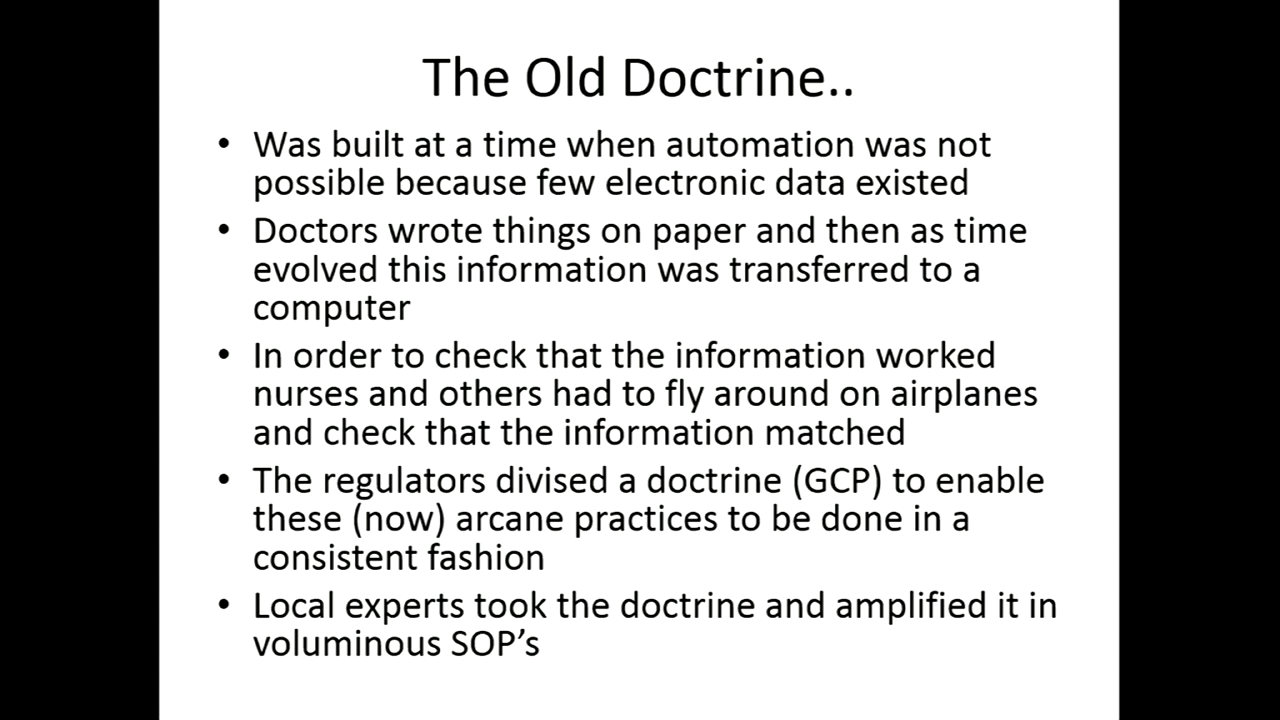 The Old Doctrine..
• Was built at a time when automation was not
possible because few electronic data existed
• Doctors wrote things on paper and then as time
evolved this information was transferred to a
computer
• In order to check that the information worked
nurses and others had to fly around on airplanes
and check that the information matched
• The regulators divised a doctrine (GCP) to enable
these (now) arcane practices to be done in a
consistent fashion
• Local experts took the doctrine and amplified it in
voluminous SOP’s